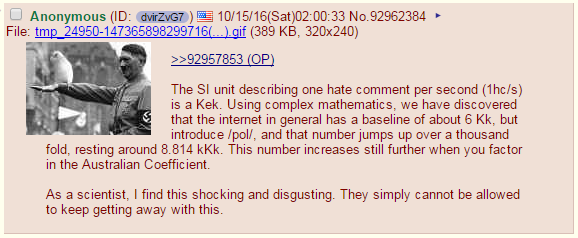 Anonymous (ID: dvirZvG7) 10/15/16(Sat)02:00:33 No.92962384
File: tmp_24950-147365898299716(...).gif (389 KB, 320x240)
>>92957853 (OP)
The SI unit describing one hate comment per second (1hc/s)
is a Kek. Using complex mathematics, we have discovered
that the internet in general has a baseline of about 6 Kk, but
introduce /pol/, and that number jumps up over a thousand
fold, resting around 8.814 kKk. This number increases still further when you factor
in the Australian Coefficient.
As a scientist, I find this shocking and disgusting. They simply cannot be allowed
to keep getting away with this.